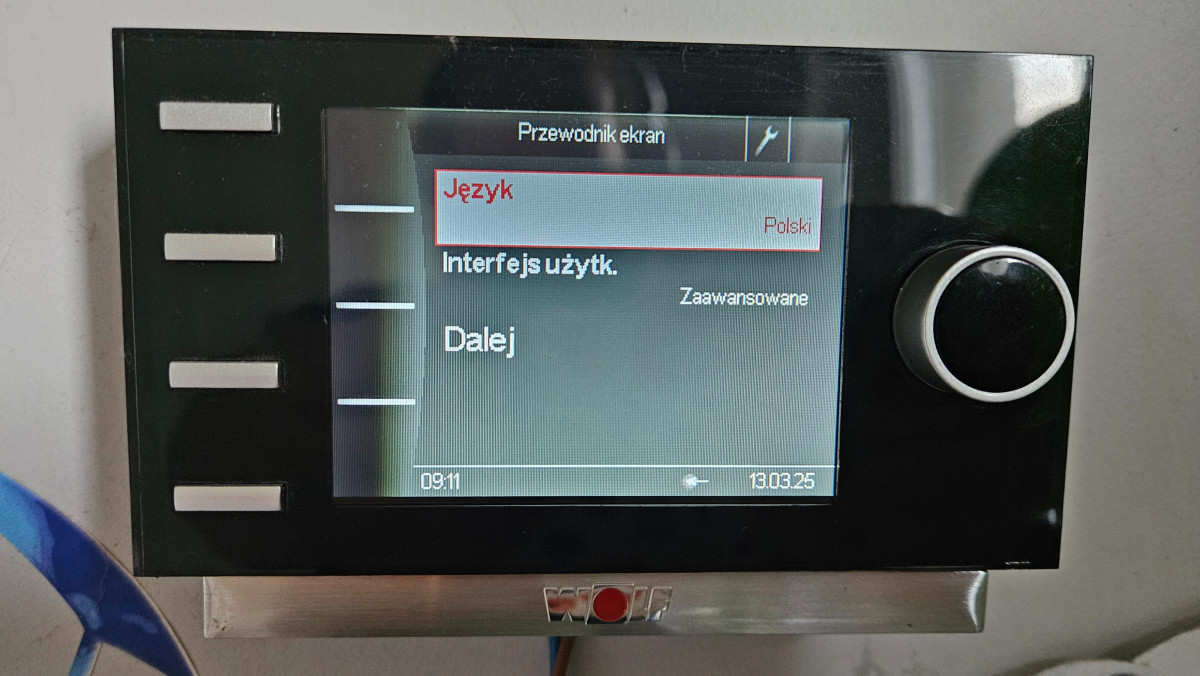 Przewodnik ekran
Język
Polski
Interfejs użytk.
Zaawansowane
Dalej
09:11
13.03.25
WOLF